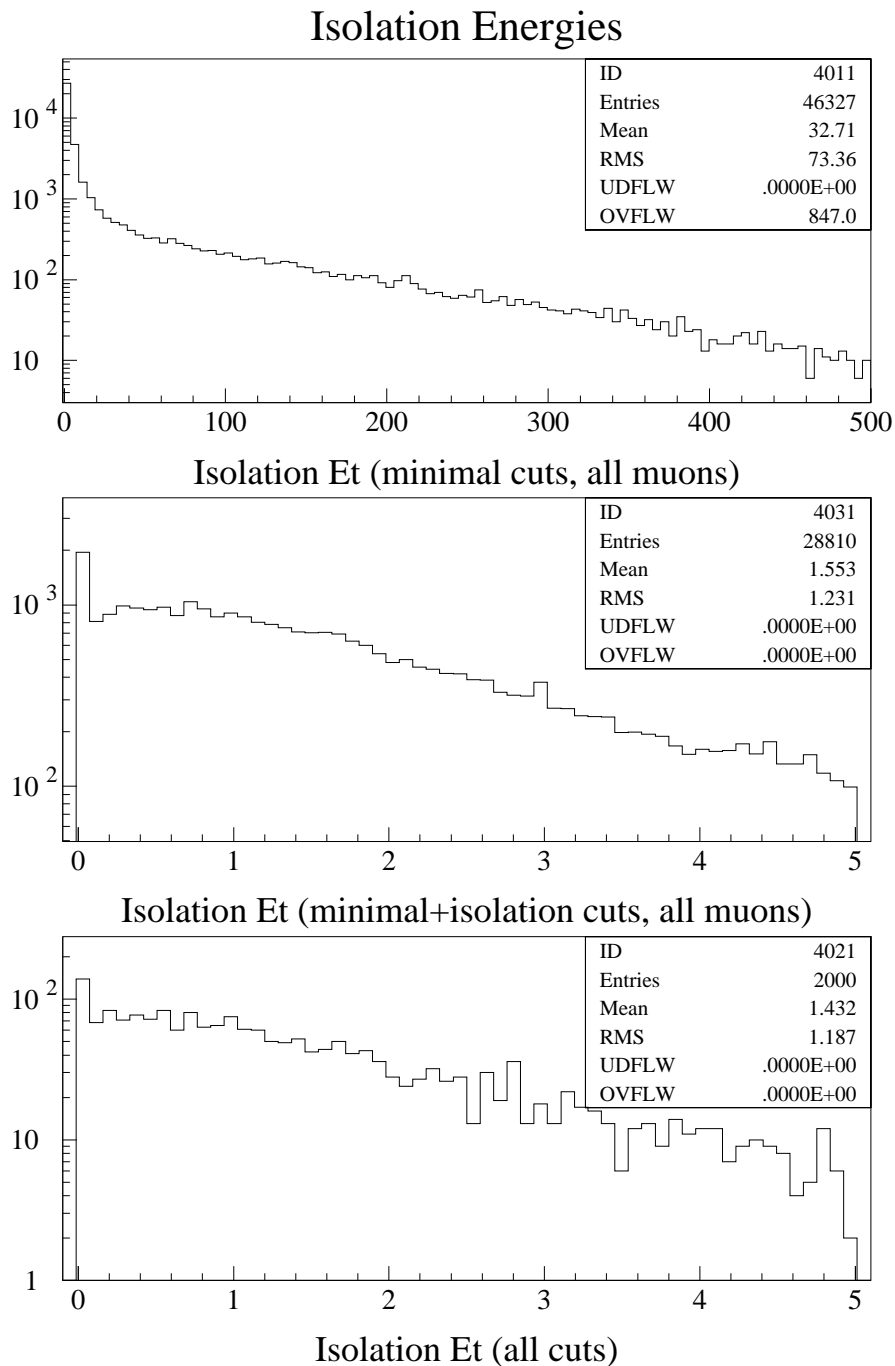 Isolation Energies
ID 4011
Entries 46327
Mean 32.71
RMS 73.36
UDFLW .0000E+00
OVFLW 847.0
10 4
10 3
10 2
10
0 100 200 300 400 500
Isolation Et (minimal cuts, all muons)
ID 4031
Entries 28810
Mean 1.553
RMS 1.231
UDFLW .0000E+00
OVFLW .0000E+00
10 3
10 2
0 1 2 3 4 5
Isolation Et (minimal+isolation cuts, all muons)
ID 4021
Entries 2000
Mean 1.432
RMS 1.187
UDFLW .0000E+00
OVFLW .0000E+00
10 2
10
1
0 1 2 3 4 5
Isolation Et (all cuts)